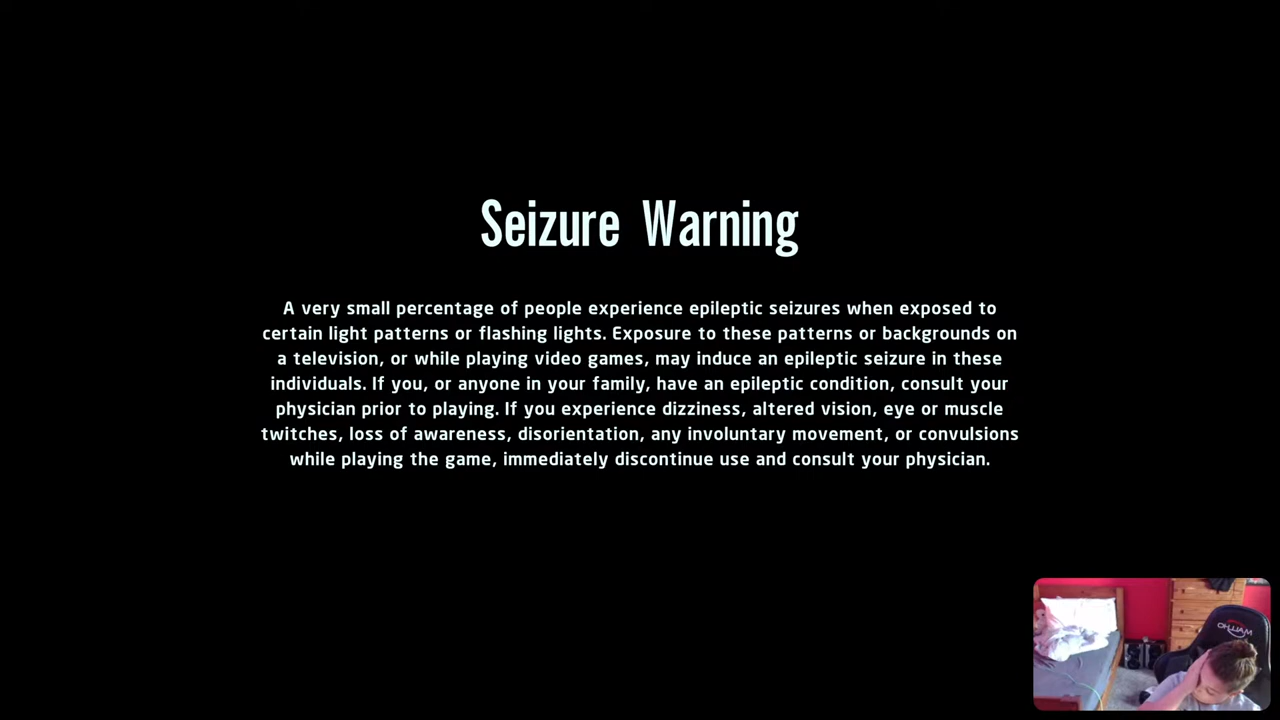 Seizure Warning
A very small percentage of people experience epileptic seizures when exposed to
certain light patterns or flashing lights. Exposure to these patterns or backgrounds on
a television, or while playing video games, may induce an epileptic seizure in these
individuals. If you, or anyone in your family, have an epileptic condition, consult your
physician prior to playing. If you experience dizziness, altered vision, eye or muscle
twitches, loss of awareness, disorientation, any involuntary movement, or convulsions
while playing the game, immediately discontinue use and consult your physician.